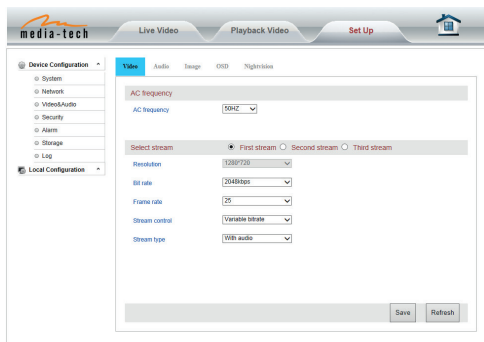 media-tech
Live Video
Playback Video
Set Up
Device Configuration
System
Network
Video&Audio
Security
Alarm
Storage
Log
Local Configuration
Video Audio Image OSD Nightvision
AC frequency
AC frequency 50HZ
Select stream First stream Second stream Third stream
Resolution 1280*720
Bit rate 2048kbps
Frame rate 25
Stream control Variable bitrate
Stream type With audio
Save Refresh